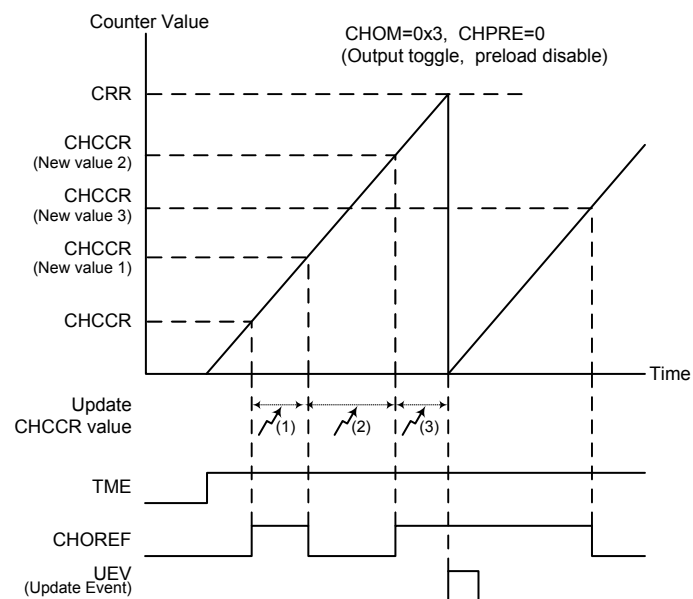 Counter Value
CHOM=0x3, CHPRE=0
(Output toggle, preload disable)
CRR
CHCCR
(New value 2)
CHCCR
(New value 3)
CHCCR
(New value 1)
CHCCR
Time
Update
CHCCR value
(1)
(2)
(3)
TME
CHOREF
UEV
(Update Event)